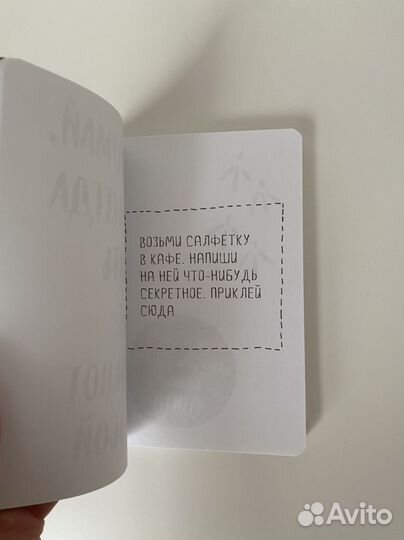 ВОЗЬМИ САЛФЕТКУ
В КАФЕ. НАПИШИ
НА НЕЙ ЧТО-НИБУДЬ
СЕКРЕТНОЕ. ПРИКЛЕЙ
СЮДА
Avito